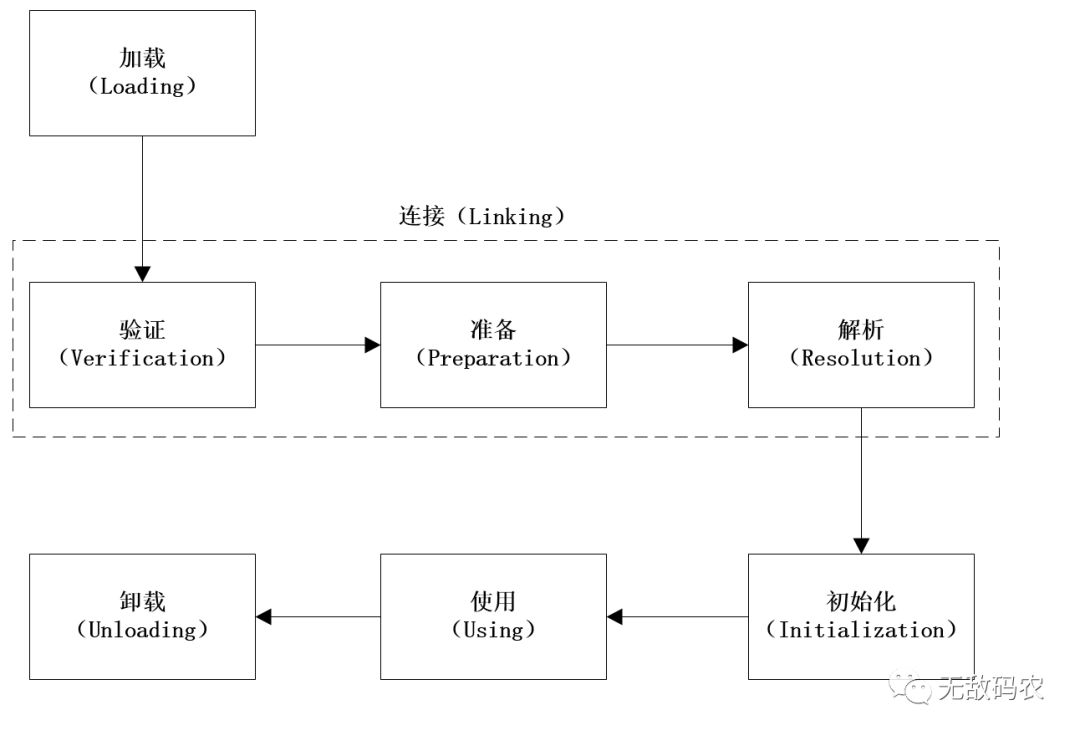 加载
（Loading）
连接（Linking）
验证
（Verification）
准备
（Preparation）
解析
（Resolution）
卸载
（Unloading）
使用
（Using）
初始化
（Initialization）
无敌码农